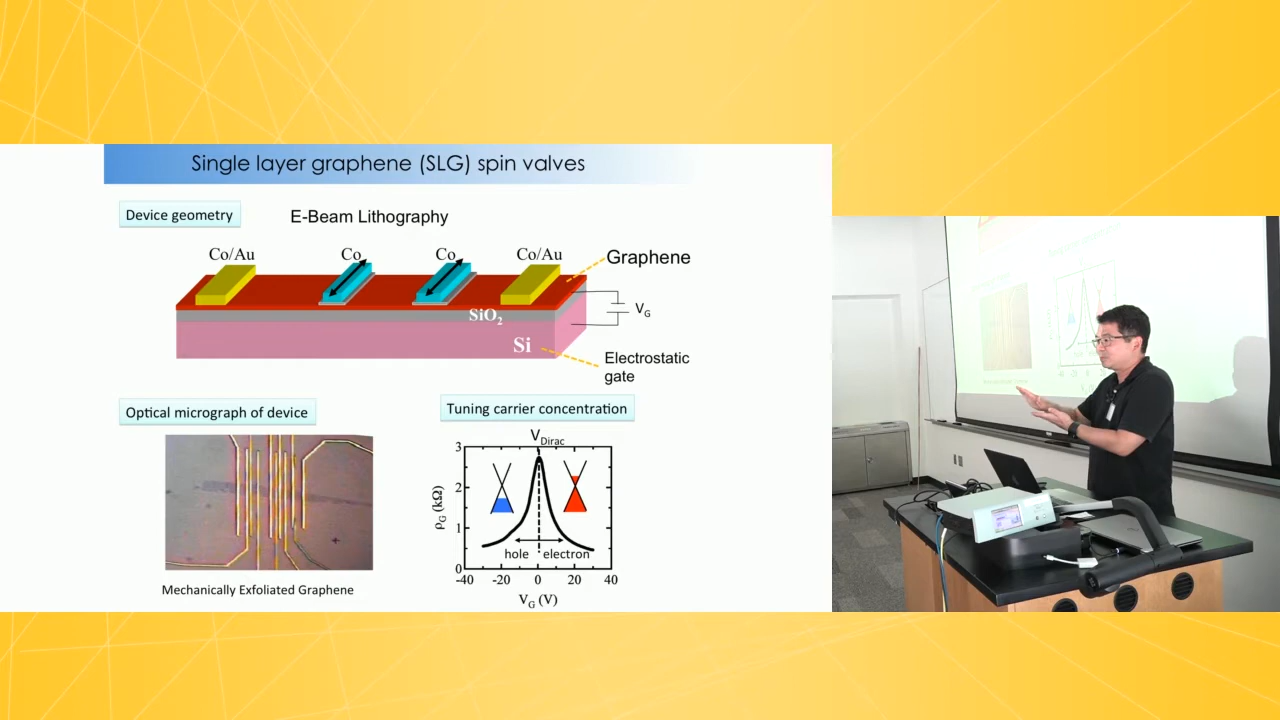 Single layer graphene (SLG) spin valves
Device geometry
E-Beam Lithography
Co/Au
Co
Co
Co/Au
Graphene
SiO2
VG
Si
Electrostatic
gate
Optical micrograph of device
Mechanically Exfoliated Graphene
Tuning carrier concentration
VDirac
3
2
1
0
ρG (kΩ)
hole
electron
-40
-20
0
20
40
VG (V)